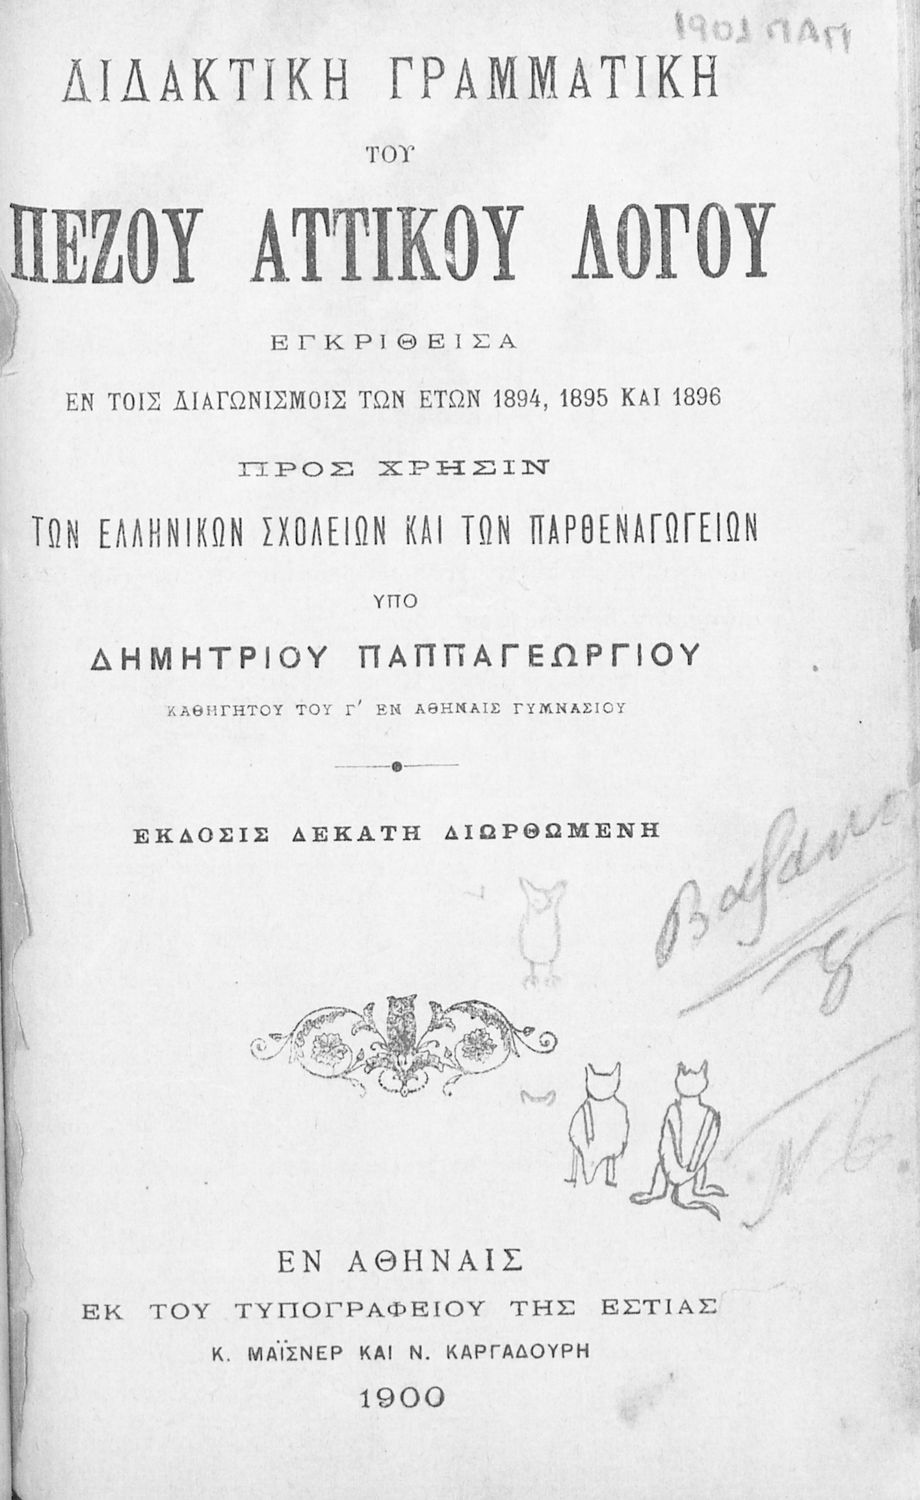 1901 ΠΑΠ
ΔΙΔΑΚΤΙΚΗ ΓΡΑΜΜΑΤΙΚΗ
ΤΟΥ
ΠΕΖΟΥ ΑΤΤΙΚΟΥ ΛΟΓΟΥ
ΕΓΚΡΙΘΕΙΣΑ
ΕΝ ΤΟΙΣ ΔΙΑΓΩΝΙΣΜΟΙΣ ΤΩΝ ΕΤΩΝ 1894, 1895 ΚΑΙ 1896
ΠΡΟΣ ΧΡΗΣΙΝ
ΤΩΝ ΕΛΛΗΝΙΚΩΝ ΣΧΟΛΕΙΩΝ ΚΑΙ ΤΩΝ ΠΑΡΘΕΝΑΓΩΓΕΙΩΝ
ΥΠΟ
ΔΗΜΗΤΡΙΟΥ ΠΑΠΠΑΓΕΩΡΓΙΟΥ
ΚΑΘΗΓΗΤΟΥ ΤΟΥ Γ′ ΕΝ ΑΘΗΝΑΙΣ ΓΥΜΝΑΣΙΟΥ
ΕΚΔΟΣΙΣ ΔΕΚΑΤΗ ΔΙΩΡΘΩΜΕΝΗ
ΕΝ ΑΘΗΝΑΙΣ
ΕΚ ΤΟΥ ΤΥΠΟΓΡΑΦΕΙΟΥ ΤΗΣ ΕΣΤΙΑΣ
Κ. ΜΑΪΣΝΕΡ ΚΑΙ Ν. ΚΑΡΓΑΔΟΥΡΗ
1900